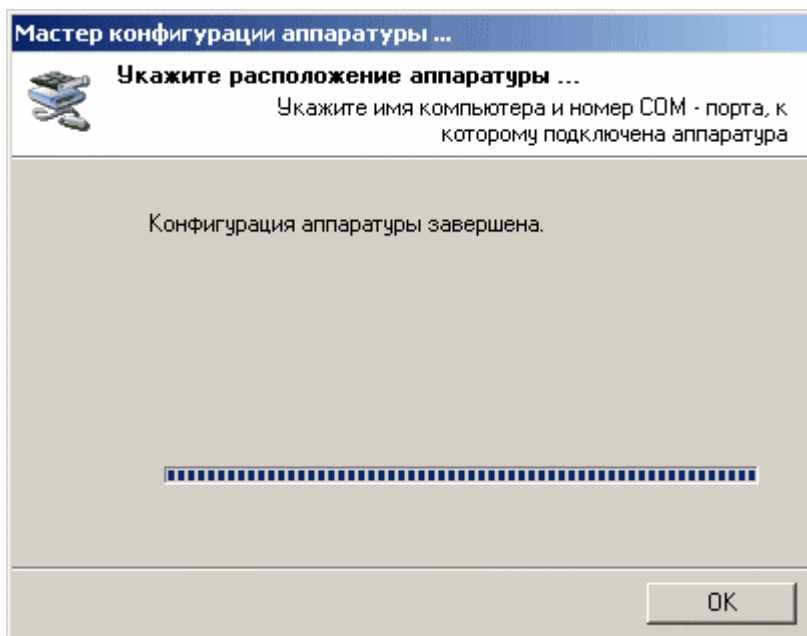 Мастер конфигурации аппаратуры ...
Укажите расположение аппаратуры ...
Укажите имя компьютера и номер COM - порта, к
которому подключена аппаратура
Конфигурация аппаратуры завершена.
OK